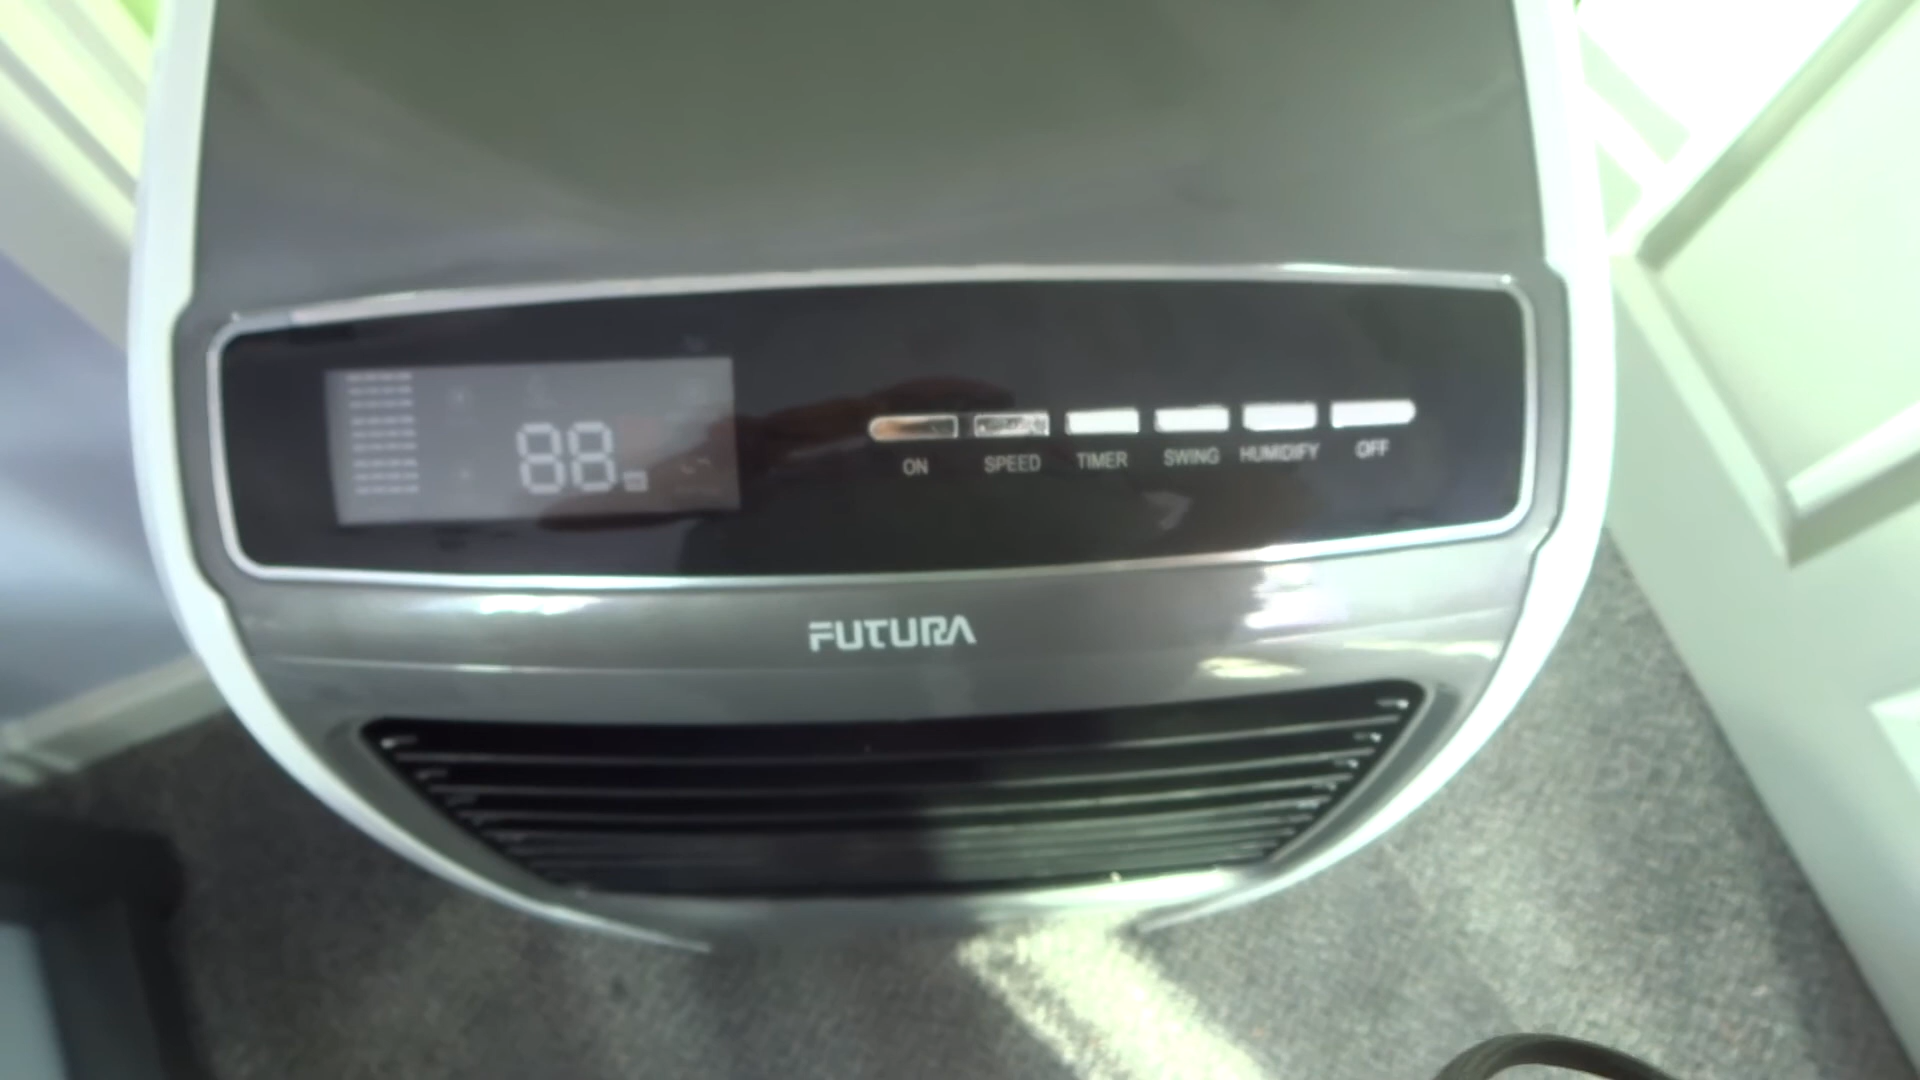 88
ON SPEED TIMER SWING HUMIDIFY OFF
FUTURA